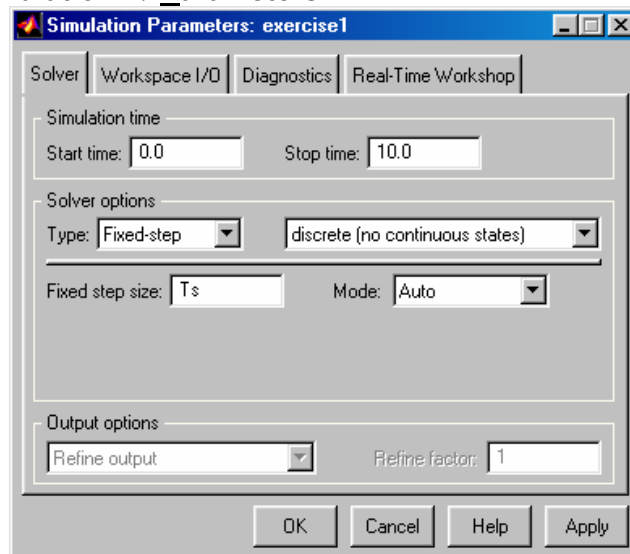 Simulation Parameters: exercise1
Solver Workspace I/O Diagnostics Real-Time Workshop
Simulation time
Start time: 0.0 Stop time: 10.0
Solver options
Type: Fixed-step discrete (no continuous states)
Fixed step size: Ts Mode: Auto
Output options
Refine output Refine factor: 1
OK Cancel Help Apply